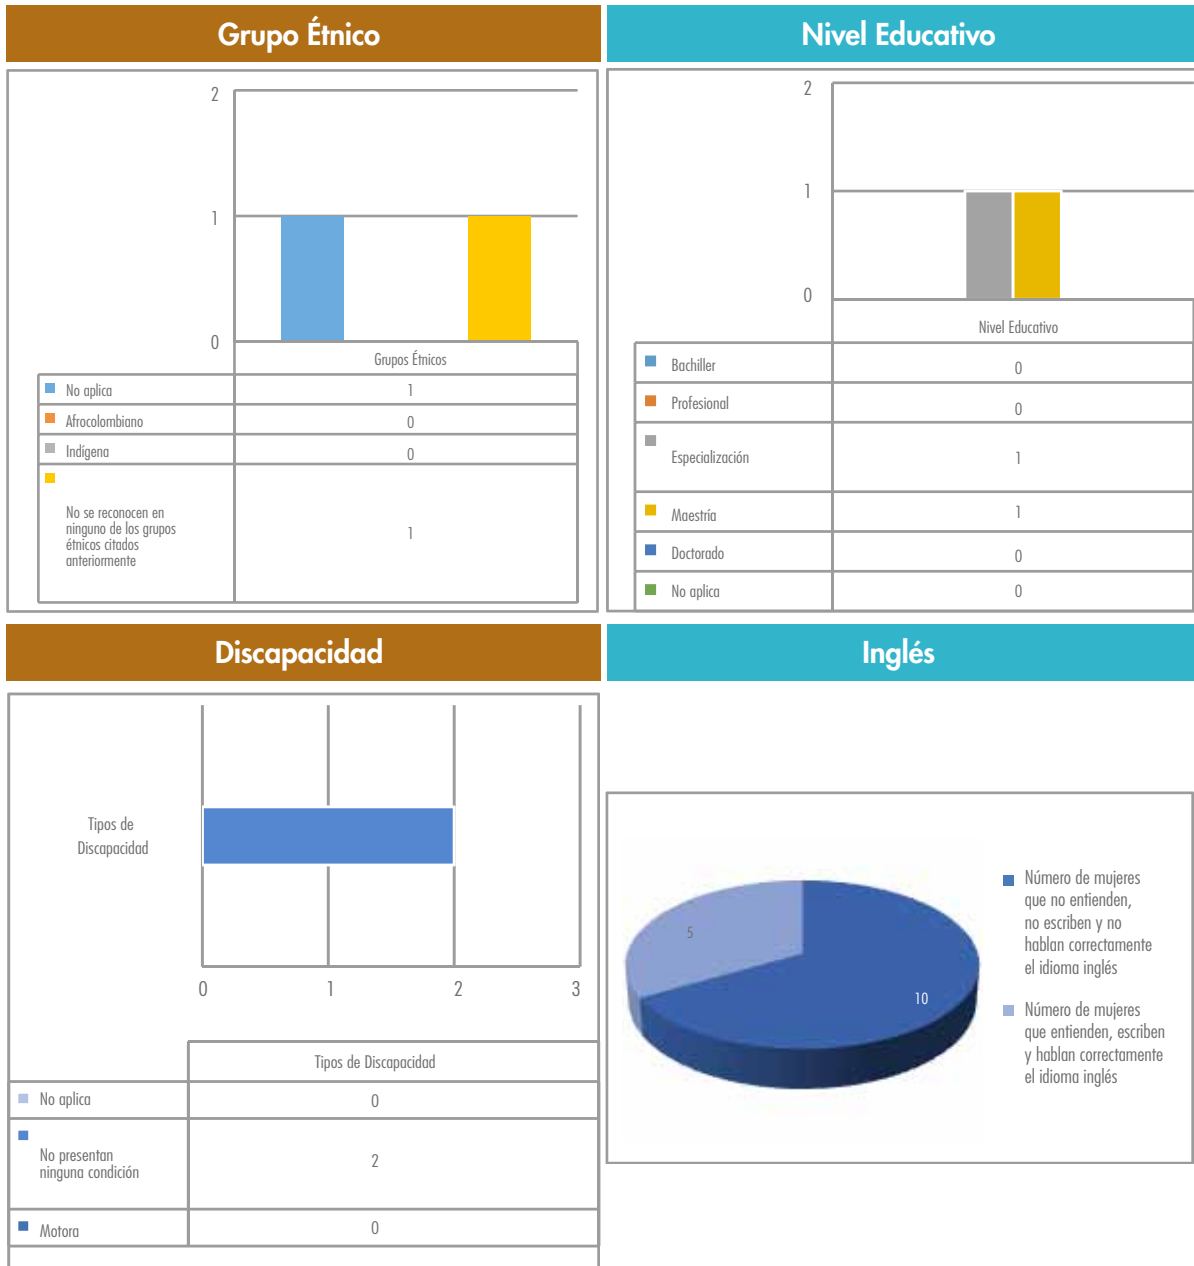 Grupo Étnico
2
1
0
Grupos Étnicos
No aplica 1
Afrocolombiano 0
Indígena 0
No se reconocen en
ninguno de los grupos
étnicos citados
anteriormente
1
Nivel Educativo
2
1
0
Nivel Educativo
Bachiller 0
Profesional 0
Especialización 1
Maestría 1
Doctorado 0
No aplica 0
Discapacidad
Tipos de
Discapacidad
0 1 2 3
Tipos de Discapacidad
No aplica 0
No presentan
ninguna condición
2
Motora 0
Inglés
5
10
Número de mujeres
que no entienden,
no escriben y no
hablan correctamente
el idioma inglés
Número de mujeres
que entienden, escriben
y hablan correctamente
el idioma inglés